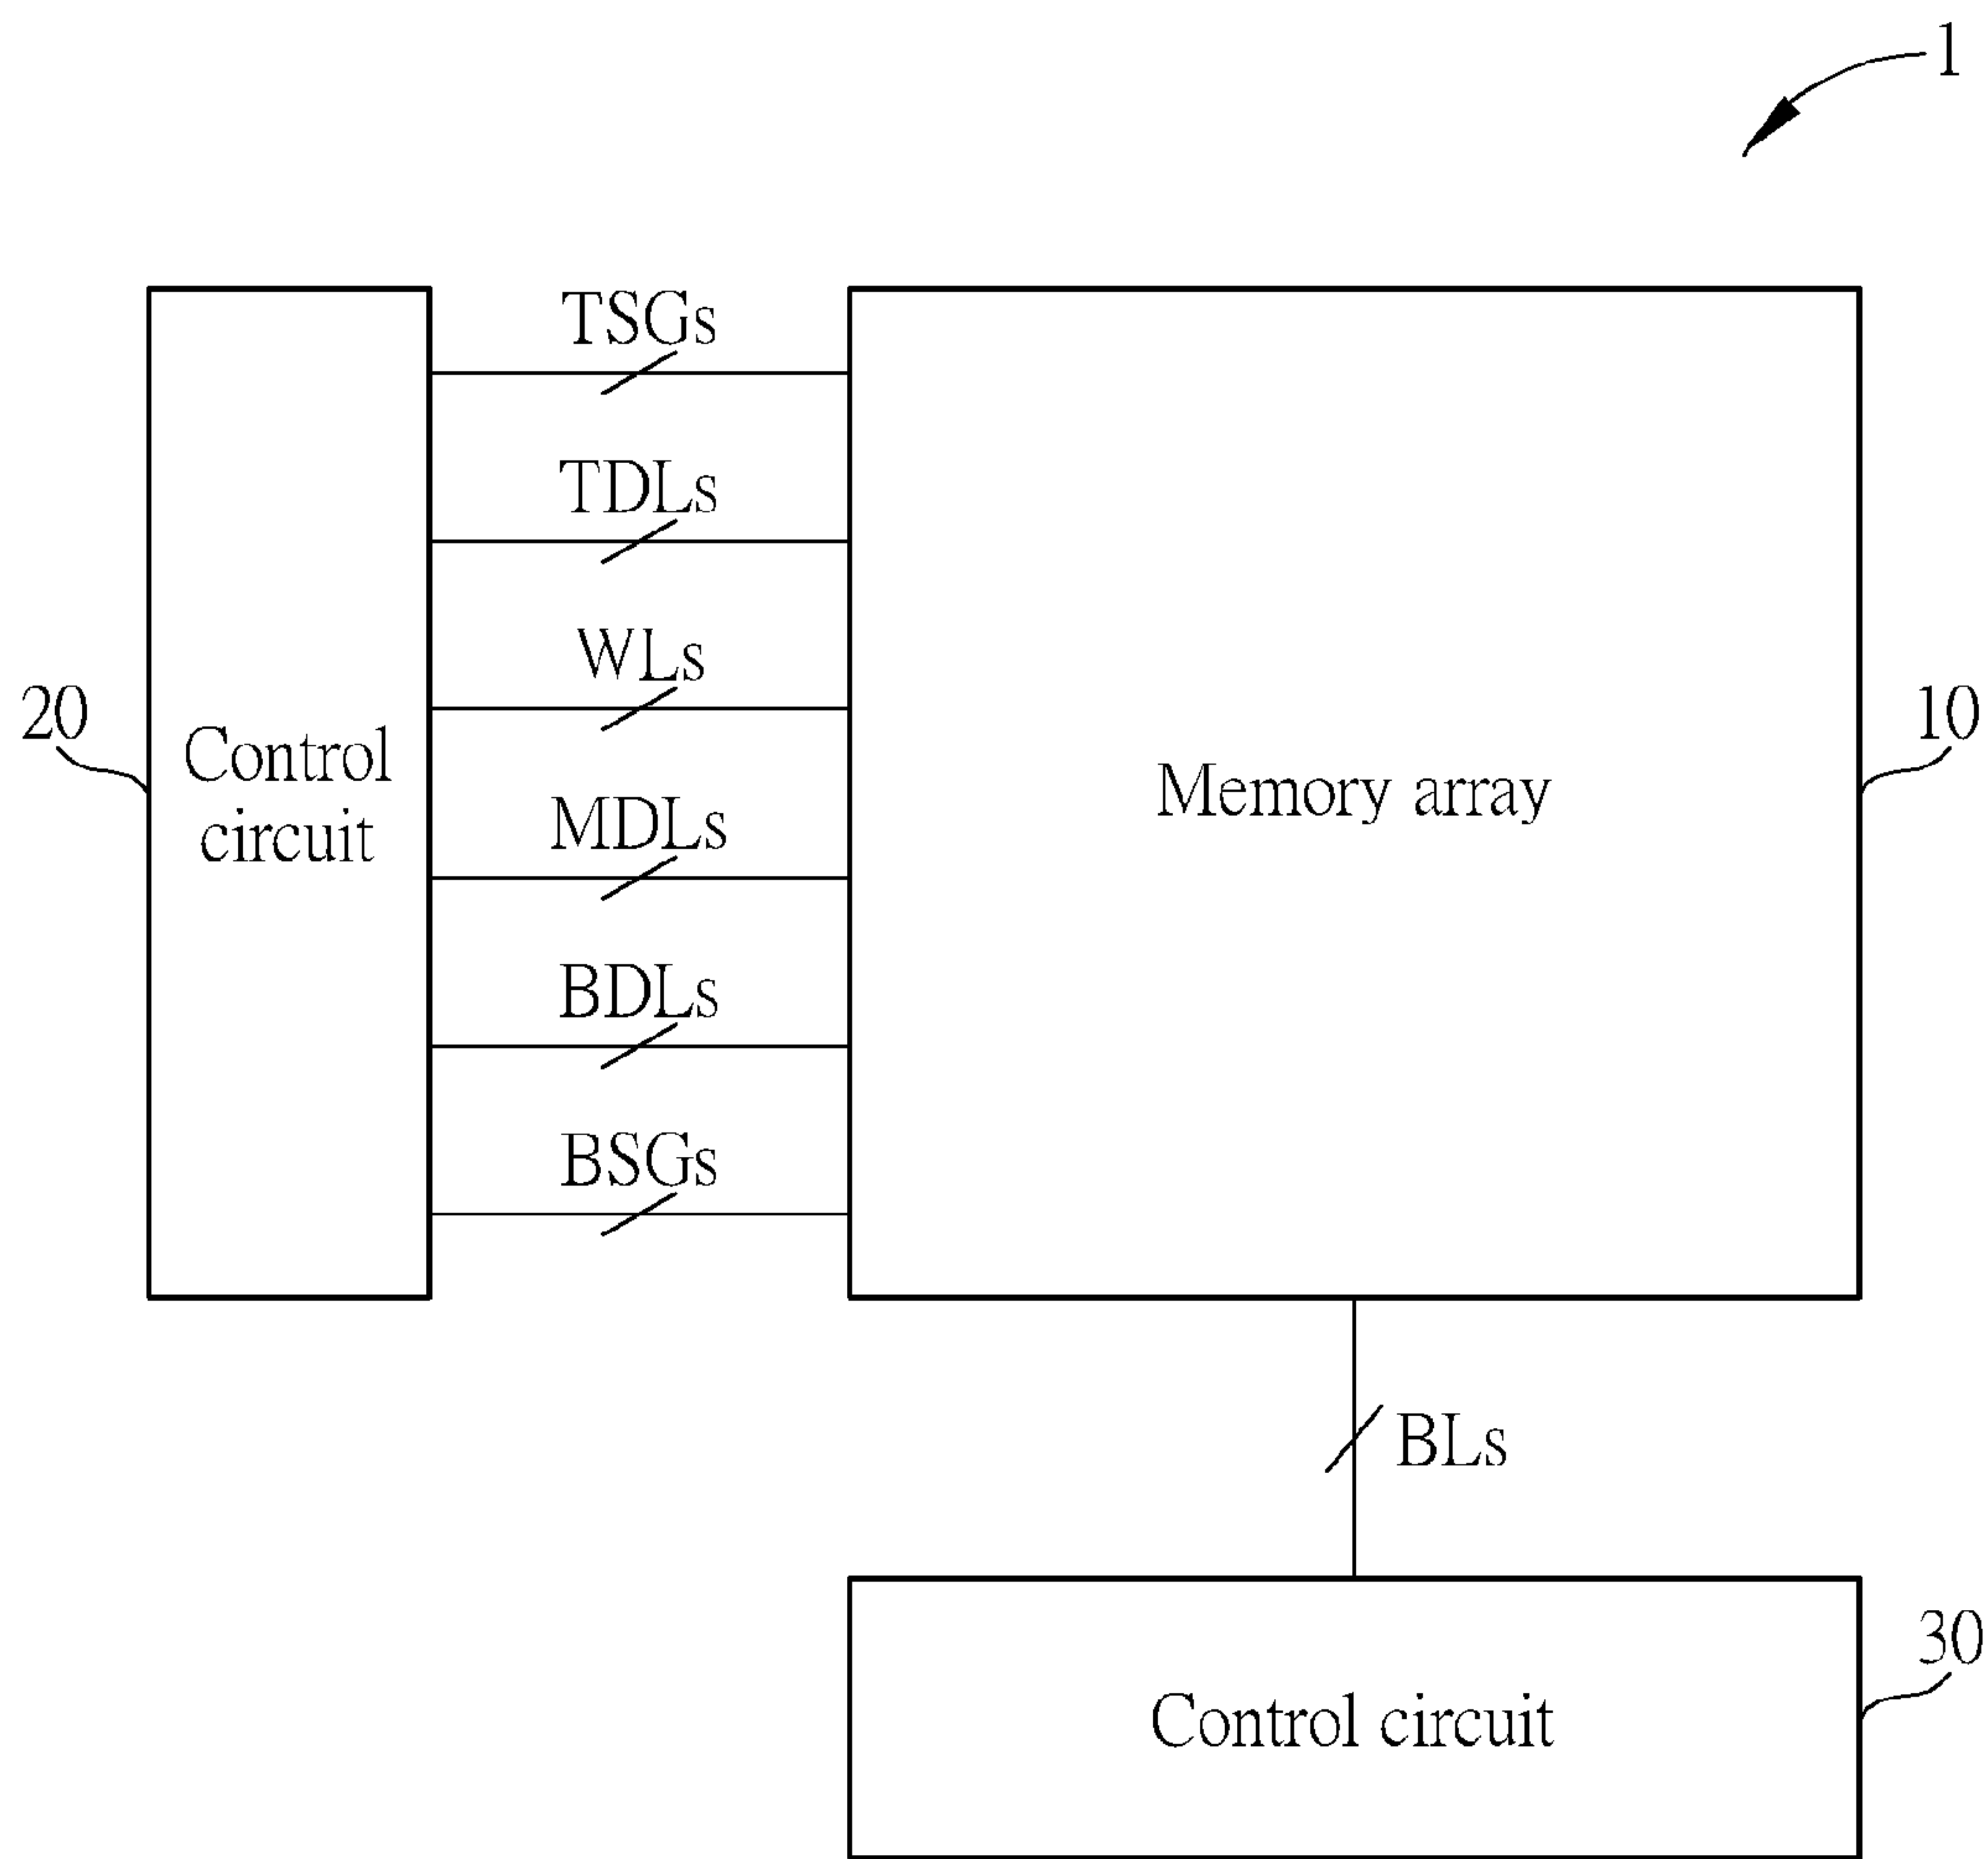 1
TSGs
TDLs
WLs
20
10
Control
circuit
Memory array
MDLs
BDLs
BSGs
BLs
30
Control circuit